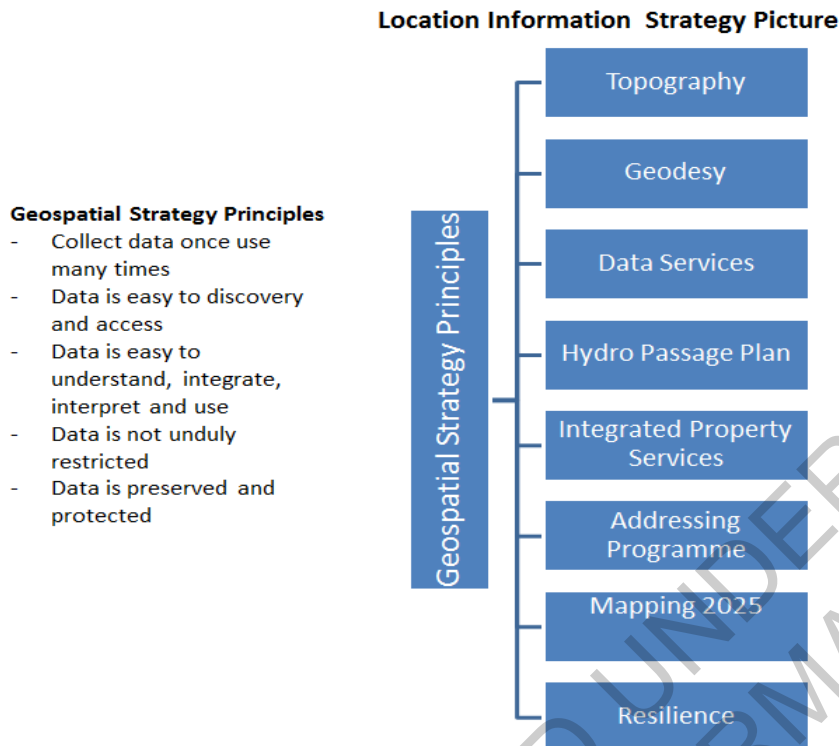 Location Information Strategy Picture
Geospatial Strategy Principles
- Collect data once use
many times
- Data is easy to discovery
and access
- Data is easy to
understand, integrate,
interpret and use
- Data is not unduly
restricted
- Data is preserved and
protected
Geospatial Strategy Principles
Topography
Geodesy
Data Services
Hydro Passage Plan
Integrated Property
Services
Addressing
Programme
Mapping 2025
Resilience